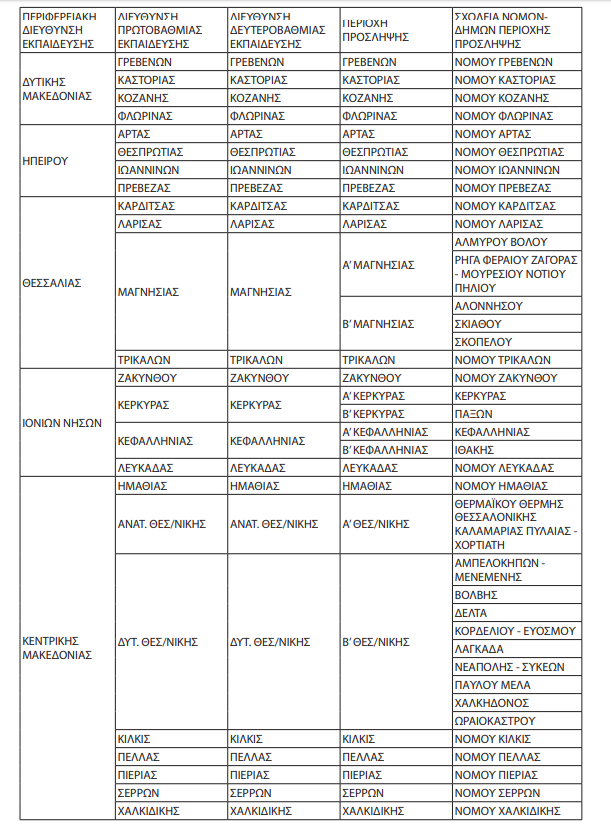 ΠΕΡΙΦΕΡΕΙΑΚΗ
ΔΙΕΥΘΥΝΣΗ
ΕΚΠΑΙΔΕΥΣΗΣ
ΔΙΕΥΘΥΝΣΗ
ΠΡΩΤΟΒΑΘΜΙΑΣ
ΕΚΠΑΙΔΕΥΣΗΣ
ΔΙΕΥΘΥΝΣΗ
ΔΕΥΤΕΡΟΒΑΘΜΙΑΣ
ΕΚΠΑΙΔΕΥΣΗΣ
ΠΕΡΙΟΧΗ
ΠΡΟΣΛΗΨΗΣ
ΣΧΟΛΕΙΑ ΝΟΜΩΝ-
ΔΗΜΩΝ ΠΕΡΙΟΧΗΣ
ΠΡΟΣΛΗΨΗΣ
ΔΥΤΙΚΗΣ
ΜΑΚΕΔΟΝΙΑΣ
ΓΡΕΒΕΝΩΝ ΓΡΕΒΕΝΩΝ ΓΡΕΒΕΝΩΝ ΝΟΜΟΥ ΓΡΕΒΕΝΩΝ
ΚΑΣΤΟΡΙΑΣ ΚΑΣΤΟΡΙΑΣ ΚΑΣΤΟΡΙΑΣ ΝΟΜΟΥ ΚΑΣΤΟΡΙΑΣ
ΚΟΖΑΝΗΣ ΚΟΖΑΝΗΣ ΚΟΖΑΝΗΣ ΝΟΜΟΥ ΚΟΖΑΝΗΣ
ΦΛΩΡΙΝΑΣ ΦΛΩΡΙΝΑΣ ΦΛΩΡΙΝΑΣ ΝΟΜΟΥ ΦΛΩΡΙΝΑΣ
ΗΠΕΙΡΟΥ
ΑΡΤΑΣ ΑΡΤΑΣ ΑΡΤΑΣ ΝΟΜΟΥ ΑΡΤΑΣ
ΘΕΣΠΡΩΤΙΑΣ ΘΕΣΠΡΩΤΙΑΣ ΘΕΣΠΡΩΤΙΑΣ ΝΟΜΟΥ ΘΕΣΠΡΩΤΙΑΣ
ΙΩΑΝΝΙΝΩΝ ΙΩΑΝΝΙΝΩΝ ΙΩΑΝΝΙΝΩΝ ΝΟΜΟΥ ΙΩΑΝΝΙΝΩΝ
ΠΡΕΒΕΖΑΣ ΠΡΕΒΕΖΑΣ ΠΡΕΒΕΖΑΣ ΝΟΜΟΥ ΠΡΕΒΕΖΑΣ
ΘΕΣΣΑΛΙΑΣ
ΚΑΡΔΙΤΣΑΣ ΚΑΡΔΙΤΣΑΣ ΚΑΡΔΙΤΣΑΣ ΝΟΜΟΥ ΚΑΡΔΙΤΣΑΣ
ΛΑΡΙΣΑΣ ΛΑΡΙΣΑΣ ΛΑΡΙΣΑΣ ΝΟΜΟΥ ΛΑΡΙΣΑΣ
ΜΑΓΝΗΣΙΑΣ ΜΑΓΝΗΣΙΑΣ
Α' ΜΑΓΝΗΣΙΑΣ
ΑΛΜΥΡΟΥ ΒΟΛΟΥ
ΡΗΓΑ ΦΕΡΑΙΟΥ ΖΑΓΟΡΑΣ
- ΜΟΥΡΕΣΙΟΥ ΝΟΤΙΟΥ
ΠΗΛΙΟΥ
Β' ΜΑΓΝΗΣΙΑΣ
ΑΛΟΝΝΗΣΟΥ
ΣΚΙΑΘΟΥ
ΣΚΟΠΕΛΟΥ
ΤΡΙΚΑΛΩΝ ΤΡΙΚΑΛΩΝ ΤΡΙΚΑΛΩΝ ΝΟΜΟΥ ΤΡΙΚΑΛΩΝ
ΙΟΝΙΩΝ ΝΗΣΩΝ
ΖΑΚΥΝΘΟΥ ΖΑΚΥΝΘΟΥ ΖΑΚΥΝΘΟΥ ΝΟΜΟΥ ΖΑΚΥΝΘΟΥ
ΚΕΡΚΥΡΑΣ ΚΕΡΚΥΡΑΣ
Α' ΚΕΡΚΥΡΑΣ ΚΕΡΚΥΡΑΣ
Β' ΚΕΡΚΥΡΑΣ ΠΑΞΩΝ
ΚΕΦΑΛΛΗΝΙΑΣ ΚΕΦΑΛΛΗΝΙΑΣ
Α' ΚΕΦΑΛΛΗΝΙΑΣ ΚΕΦΑΛΛΗΝΙΑΣ
Β' ΚΕΦΑΛΛΗΝΙΑΣ ΙΘΑΚΗΣ
ΛΕΥΚΑΔΑΣ ΛΕΥΚΑΔΑΣ ΛΕΥΚΑΔΑΣ ΝΟΜΟΥ ΛΕΥΚΑΔΑΣ
ΚΕΝΤΡΙΚΗΣ
ΜΑΚΕΔΟΝΙΑΣ
ΗΜΑΘΙΑΣ ΗΜΑΘΙΑΣ ΗΜΑΘΙΑΣ ΝΟΜΟΥ ΗΜΑΘΙΑΣ
ΑΝΑΤ. ΘΕΣ/ΝΙΚΗΣ ΑΝΑΤ. ΘΕΣ/ΝΙΚΗΣ Α' ΘΕΣ/ΝΙΚΗΣ
ΘΕΡΜΑΪΚΟΥ ΘΕΡΜΗΣ
ΘΕΣΣΑΛΟΝΙΚΗΣ
ΚΑΛΑΜΑΡΙΑΣ ΠΥΛΑΙΑΣ -
ΧΟΡΤΙΑΤΗ
ΔΥΤ. ΘΕΣ/ΝΙΚΗΣ ΔΥΤ. ΘΕΣ/ΝΙΚΗΣ Β' ΘΕΣ/ΝΙΚΗΣ
ΑΜΠΕΛΟΚΗΠΩΝ -
ΜΕΝΕΜΕΝΗΣ
ΒΟΛΒΗΣ
ΔΕΛΤΑ
ΚΟΡΔΕΛΙΟΥ - ΕΥΟΣΜΟΥ
ΛΑΓΚΑΔΑ
ΝΕΑΠΟΛΗΣ - ΣΥΚΕΩΝ
ΠΑΥΛΟΥ ΜΕΛΑ
ΧΑΛΚΗΔΟΝΟΣ
ΩΡΑΙΟΚΑΣΤΡΟΥ
ΚΙΛΚΙΣ ΚΙΛΚΙΣ ΚΙΛΚΙΣ ΝΟΜΟΥ ΚΙΛΚΙΣ
ΠΕΛΛΑΣ ΠΕΛΛΑΣ ΠΕΛΛΑΣ ΝΟΜΟΥ ΠΕΛΛΑΣ
ΠΙΕΡΙΑΣ ΠΙΕΡΙΑΣ ΠΙΕΡΙΑΣ ΝΟΜΟΥ ΠΙΕΡΙΑΣ
ΣΕΡΡΩΝ ΣΕΡΡΩΝ ΣΕΡΡΩΝ ΝΟΜΟΥ ΣΕΡΡΩΝ
ΧΑΛΚΙΔΙΚΗΣ ΧΑΛΚΙΔΙΚΗΣ ΧΑΛΚΙΔΙΚΗΣ ΝΟΜΟΥ ΧΑΛΚΙΔΙΚΗΣ